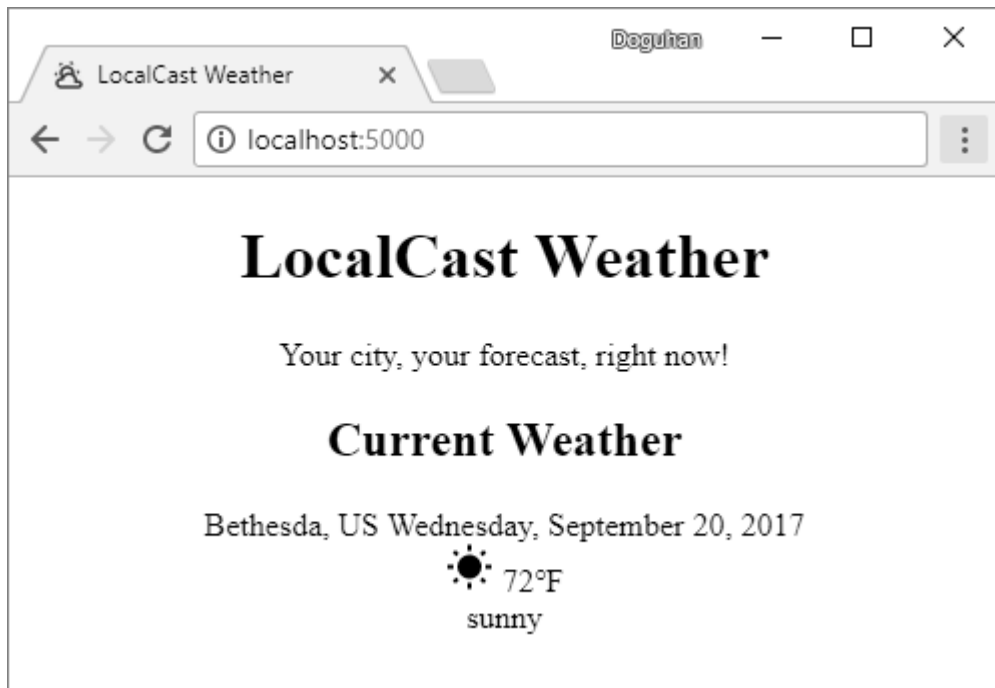 Doguhan
LocalCast Weather
localhost:5000
LocalCast Weather
Your city, your forecast, right now!
Current Weather
Bethesda, US Wednesday, September 20, 2017
72°F
sunny